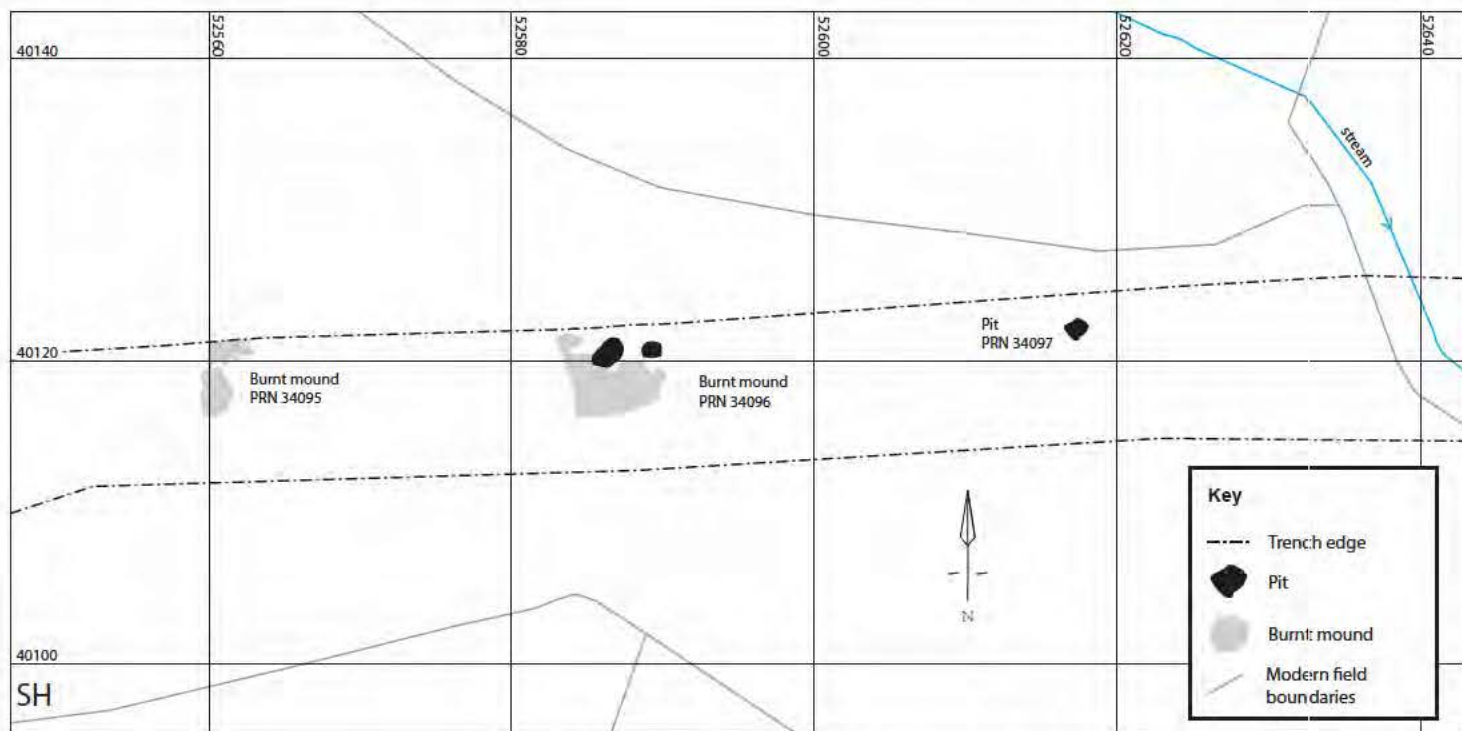 52560
52580
52600
52620
52640
40140
stream
Pit
PRN 34097
40120
Burnt mound
PRN 34095
Burnt mound
PRN 34096
Key
Trench edge
Pit
Burnt mound
Modern field
boundaries
N
40100
SH